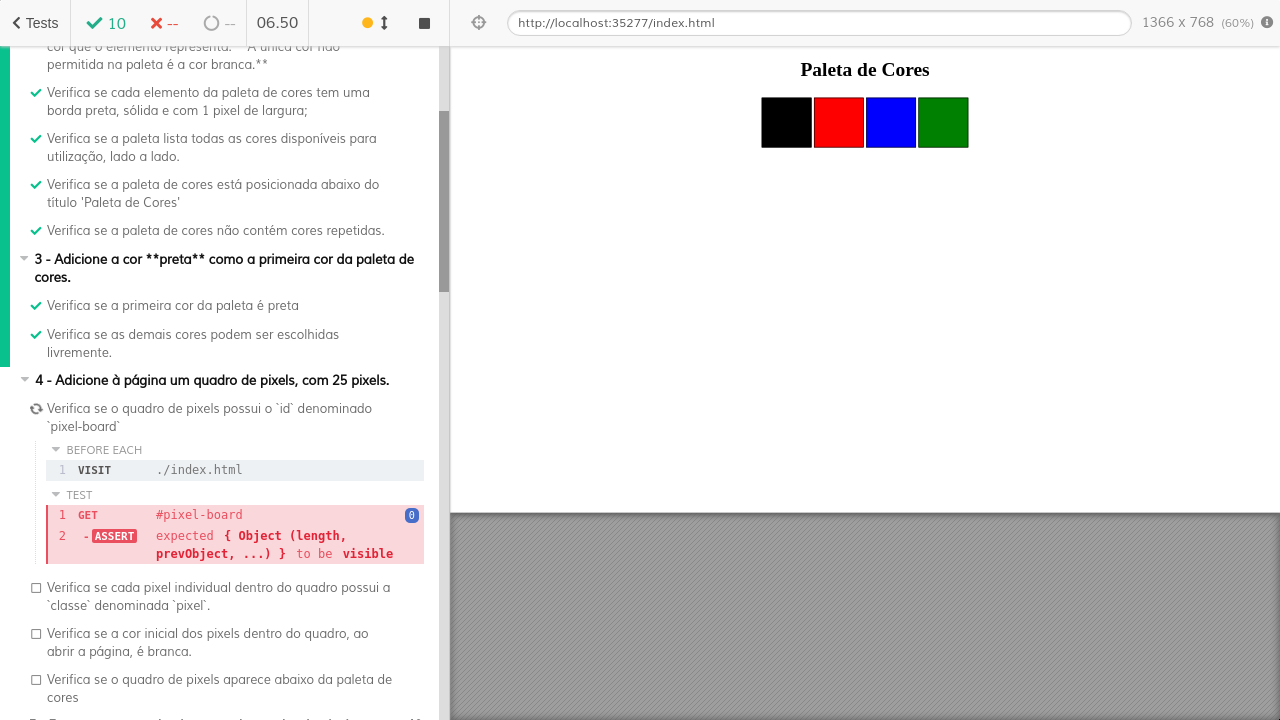 Tests
10
--
--
06.50
http://localhost:35277/index.html
1366 x 768 (60%)
cor que o elemento representa. **A única cor não
permitida na paleta é a cor branca.**
Verifica se cada elemento da paleta de cores tem uma
borda preta, sólida e com 1 pixel de largura;
Verifica se a paleta lista todas as cores disponíveis para
utilização, lado a lado.
Verifica se a paleta de cores está posicionada abaixo do
título 'Paleta de Cores'
Verifica se a paleta de cores não contém cores repetidas.
3 - Adicione a cor **preta** como a primeira cor da paleta de
cores.
Verifica se a primeira cor da paleta é preta
Verifica se as demais cores podem ser escolhidas
livremente.
4 - Adicione à página um quadro de pixels, com 25 pixels.
Verifica se o quadro de pixels possui o `id` denominado
`pixel-board`
BEFORE EACH
1 VISIT ./index.html
TEST
1 GET #pixel-board 0
2 -ASSERT expected { Object (length,
prevObject, ...) } to be visible
Verifica se cada pixel individual dentro do quadro possui a
`classe` denominada `pixel`.
Verifica se a cor inicial dos pixels dentro do quadro, ao
abrir a página, é branca.
Verifica se o quadro de pixels aparece abaixo da paleta de
cores
Paleta de Cores